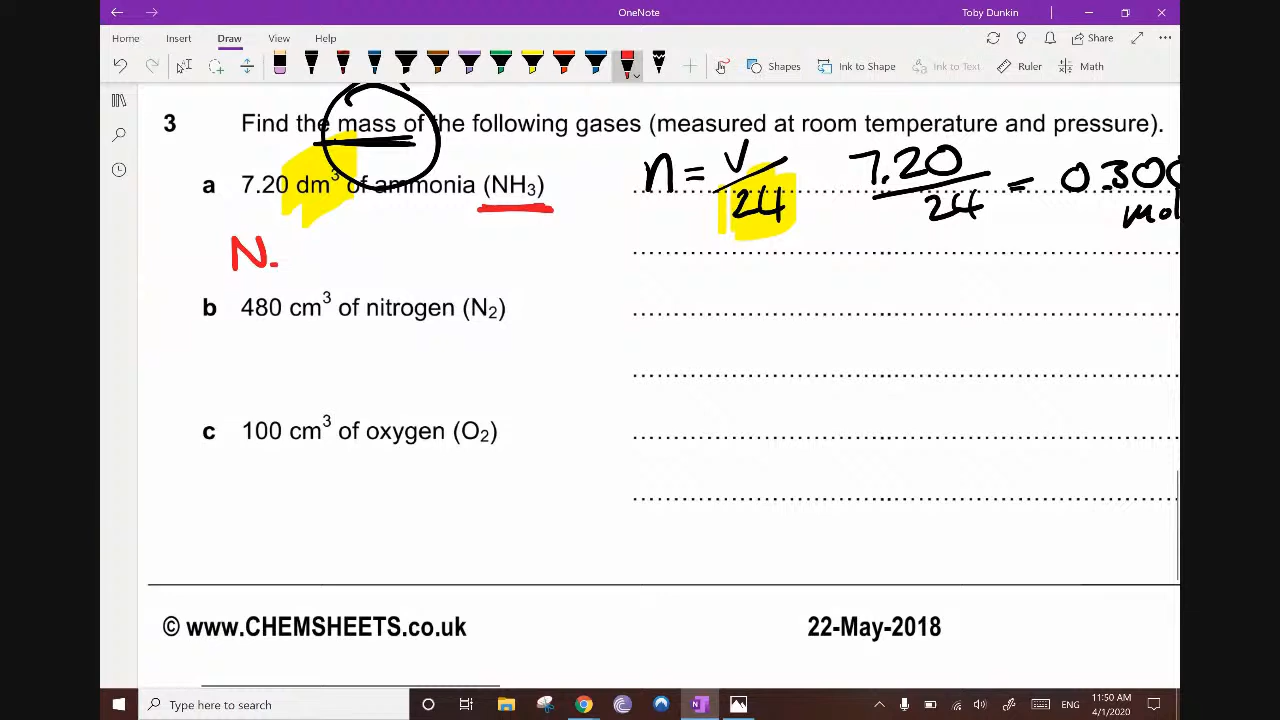 OneNote
Toby Dunkin
Home Insert Draw View Help
Share
Shapes Ink to Shape Ink to Text Ruler Math
3 Find the mass of the following gases (measured at room temperature and pressure).
a 7.20 dm³ of ammonia (NH₃) n = V/24 7.20/24 = 0.300 mol
N.
b 480 cm³ of nitrogen (N₂)
c 100 cm³ of oxygen (O₂)
© www.CHEMSHEETS.co.uk 22-May-2018
Type here to search
ENG
11:50 AM
4/1/2020